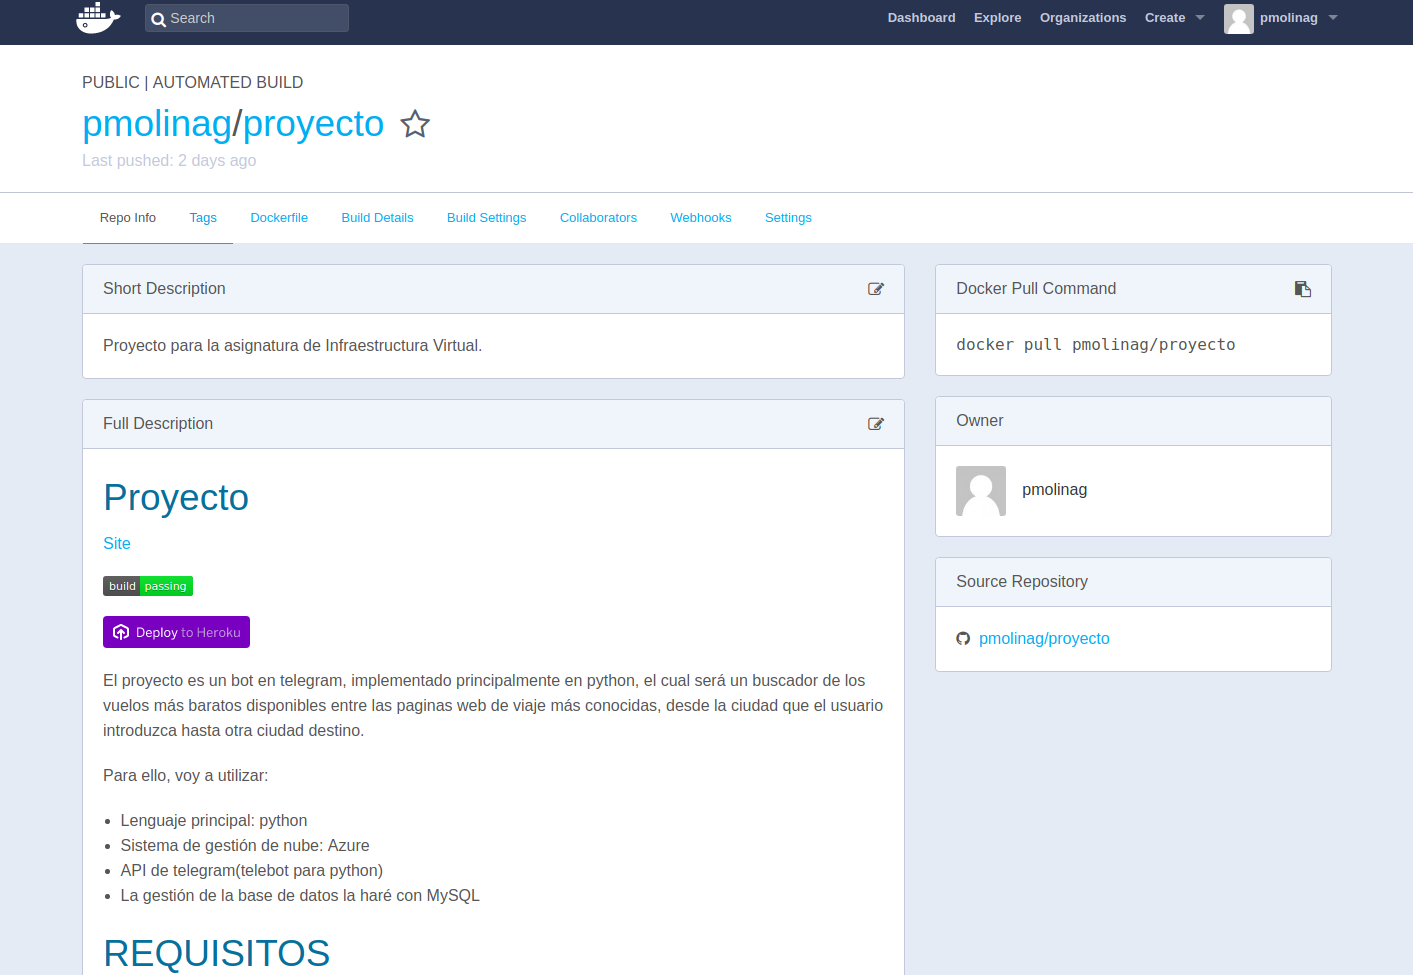 Search
Dashboard Explore Organizations Create pmolinag
PUBLIC | AUTOMATED BUILD
pmolinag/proyecto
Last pushed: 2 days ago
Repo Info Tags Dockerfile Build Details Build Settings Collaborators Webhooks Settings
Short Description
Proyecto para la asignatura de Infraestructura Virtual.
Full Description
Proyecto
Site
build passing
Deploy to Heroku
El proyecto es un bot en telegram, implementado principalmente en python, el cual será un buscador de los
vuelos más baratos disponibles entre las paginas web de viaje más conocidas, desde la ciudad que el usuario
introduzca hasta otra ciudad destino.
Para ello, voy a utilizar:
Lenguaje principal: python
Sistema de gestión de nube: Azure
API de telegram(telebot para python)
La gestión de la base de datos la haré con MySQL
REQUISITOS
Docker Pull Command
docker pull pmolinag/proyecto
Owner
pmolinag
Source Repository
pmolinag/proyecto